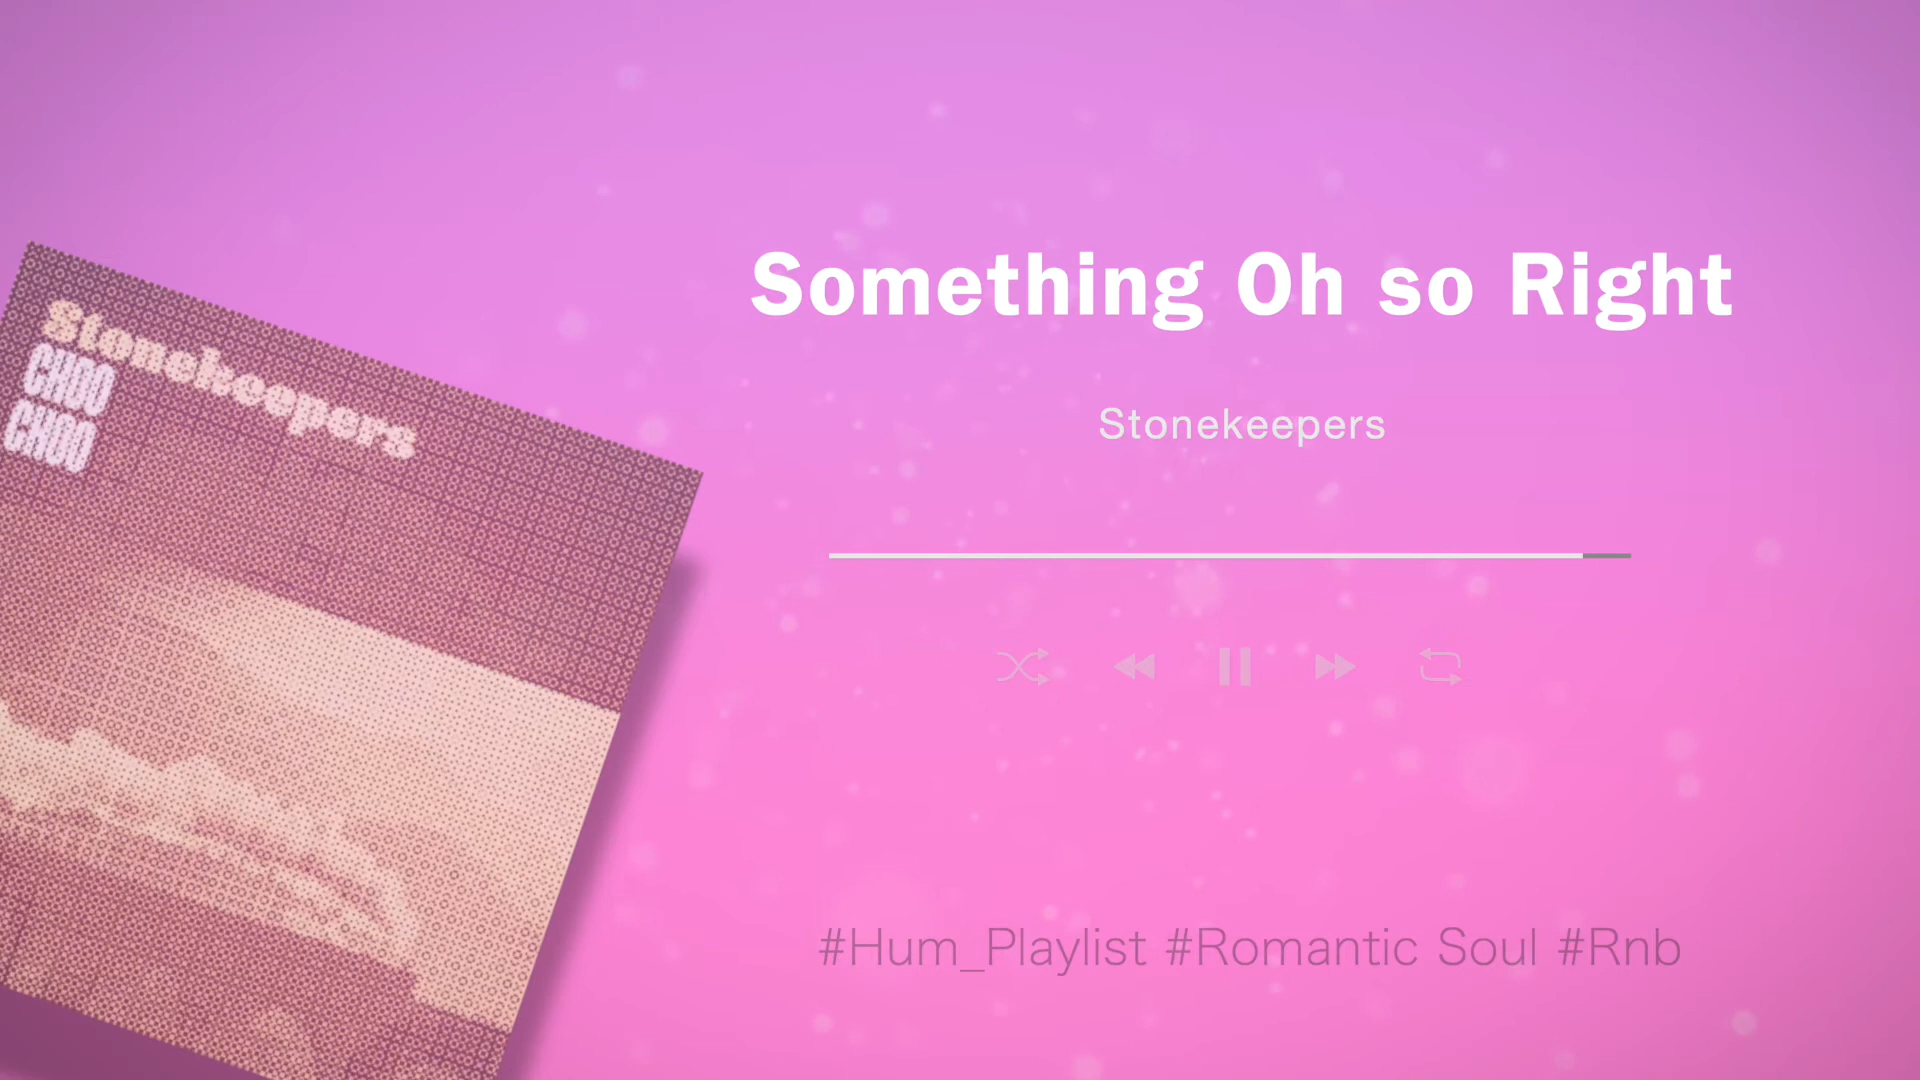 Something Oh so Right
Stonekeepers
#Hum_Playlist #Romantic Soul #Rnb
Stonekeepers
CHOO
CHOO